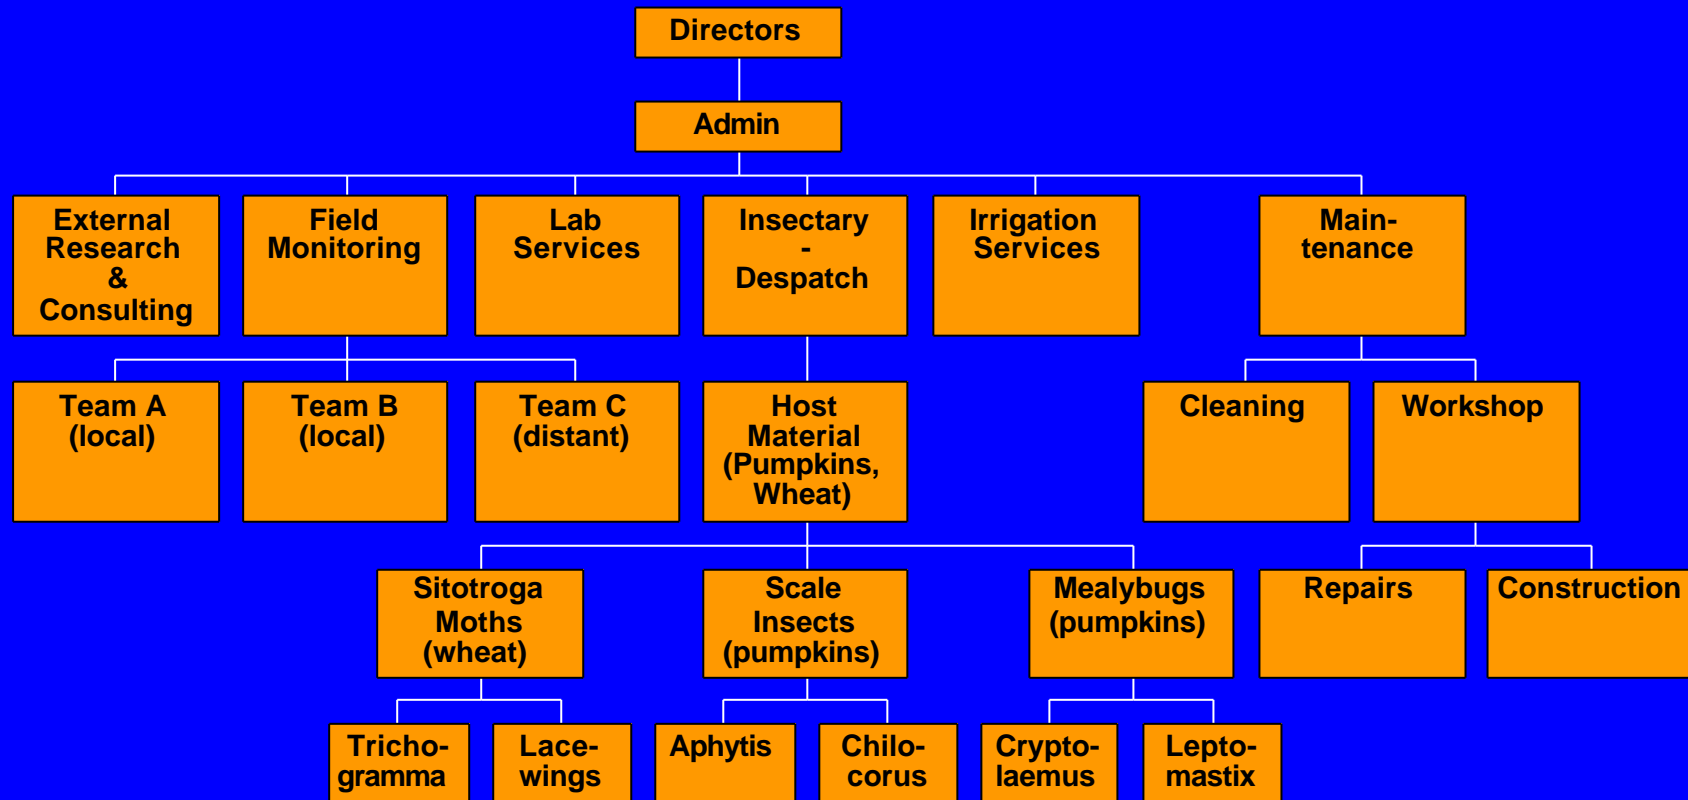 Directors
Admin
External
Research
&
Consulting
Field
Monitoring
Lab
Services
Insectary
-
Despatch
Irrigation
Services
Main-
tenance
Team A
(local)
Team B
(local)
Team C
(distant)
Host
Material
(Pumpkins,
Wheat)
Cleaning
Workshop
Sitotroga
Moths
(wheat)
Scale
Insects
(pumpkins)
Mealybugs
(pumpkins)
Repairs
Construction
Tricho-
gramma
Lace-
wings
Aphytis
Chilo-
corus
Crypto-
laemus
Lepto-
mastix